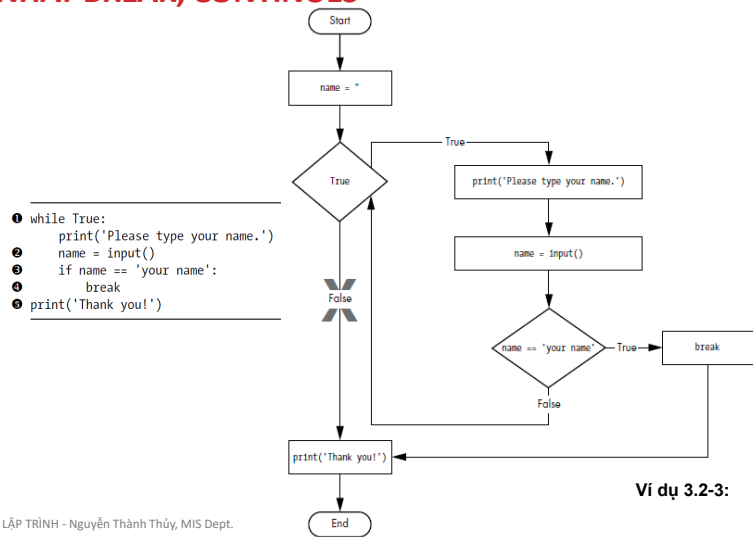 Start
name = "
True
True
print('Please type your name.')
name = input()
name == 'your name'
True
break
False
False
print('Thank you!')
End
❶ while True:
print('Please type your name.')
❷ name = input()
❸ if name == 'your name':
❹ break
❺ print('Thank you!')
Ví dụ 3.2-3:
LẬP TRÌNH - Nguyễn Thành Thủy, MIS Dept.